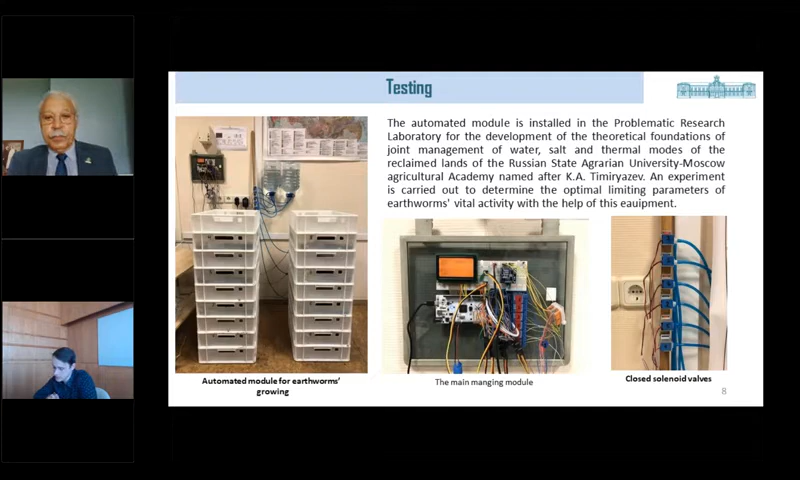 Testing
The automated module is installed in the Problematic Research
Laboratory for the development of the theoretical foundations of
joint management of water, salt and thermal modes of the
reclaimed lands of the Russian State Agrarian University-Moscow
agricultural Academy named after K.A. Timiryazev. An experiment
is carried out to determine the optimal limiting parameters of
earthworms' vital activity with the help of this eauipment.
Automated module for earthworms'
growing
The main manging module
Closed solenoid valves
8